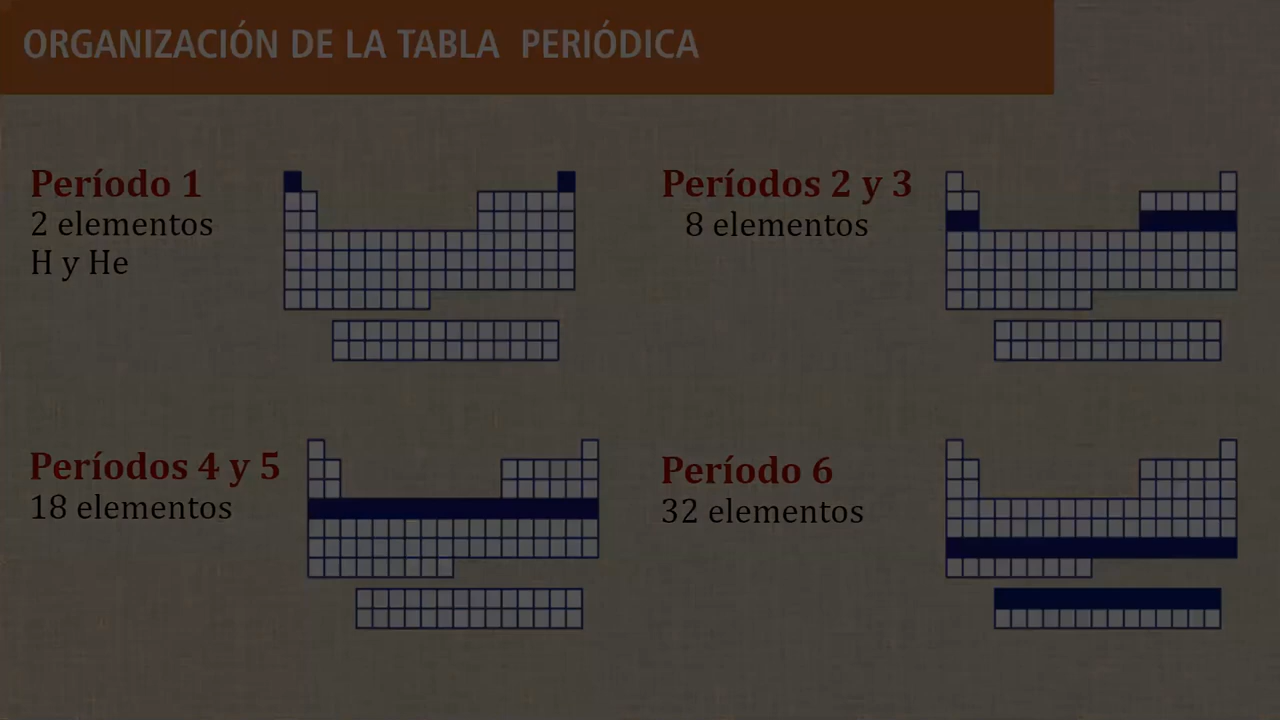 ORGANIZACIÓN DE LA TABLA PERIÓDICA
Período 1
2 elementos
H y He
Períodos 2 y 3
8 elementos
Períodos 4 y 5
18 elementos
Período 6
32 elementos